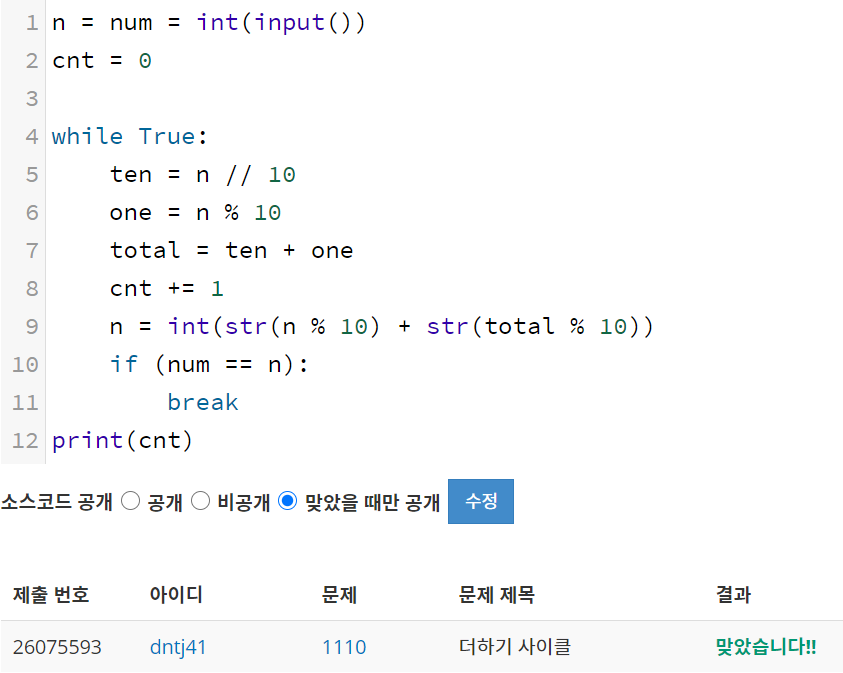 1 n = num = int(input())
2 cnt = 0
3
4 while True:
5     ten = n // 10
6     one = n % 10
7     total = ten + one
8     cnt += 1
9     n = int(str(n % 10) + str(total % 10))
10     if (num == n):
11         break
12 print(cnt)
소스코드 공개 공개 비공개 맞았을 때만 공개 수정
제출 번호 아이디 문제 문제 제목 결과
26075593 dntj41 1110 더하기 사이클 맞았습니다!!